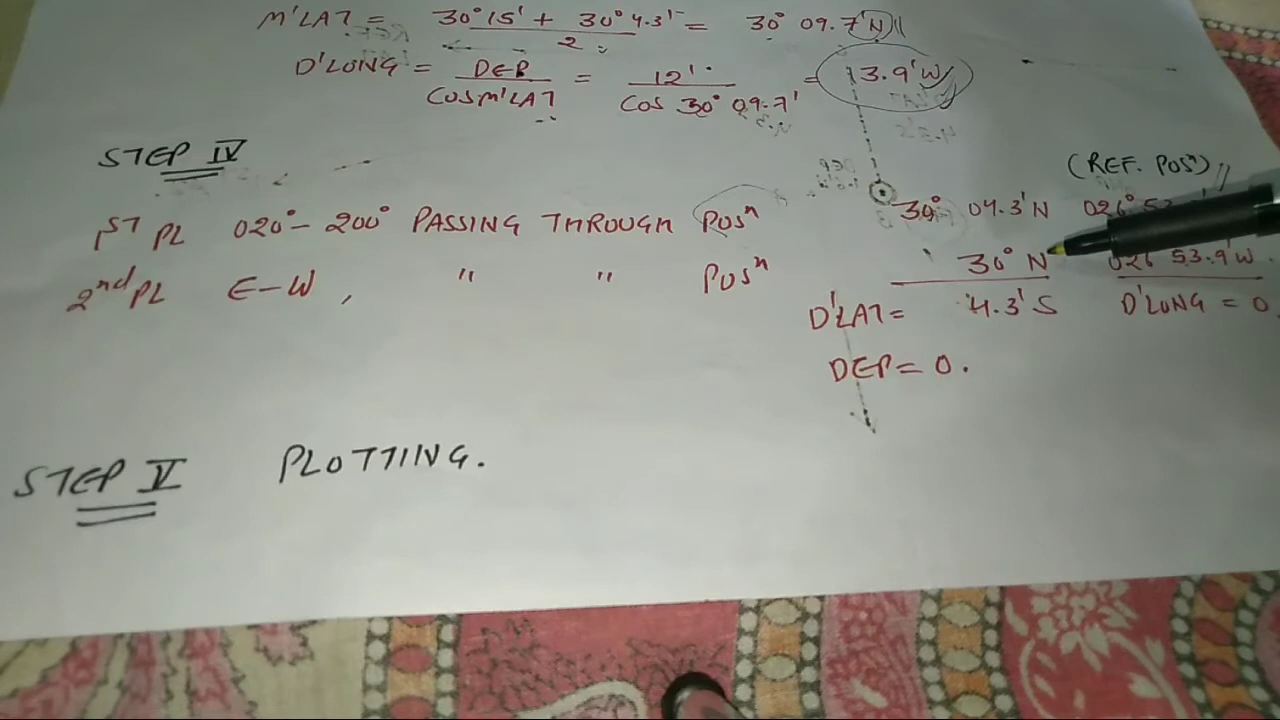 M'LAT = 30° 15' + 30° 4.3' / 2 = 30° 09.7' N
D'LONG = DEP / COS M'LAT = 12' / COS 30° 09.7' = 13.9' W
STEP IV
(REF. POSⁿ)
1ST PL 020° - 200° PASSING THROUGH POSⁿ 30° 04.3' N 026°
2nd PL E-W, " " POSⁿ 30° N 026° 53.9' W
D'LAT = 4.3' S D'LONG = 0
DEP = 0.
STEP V PLOTTING.